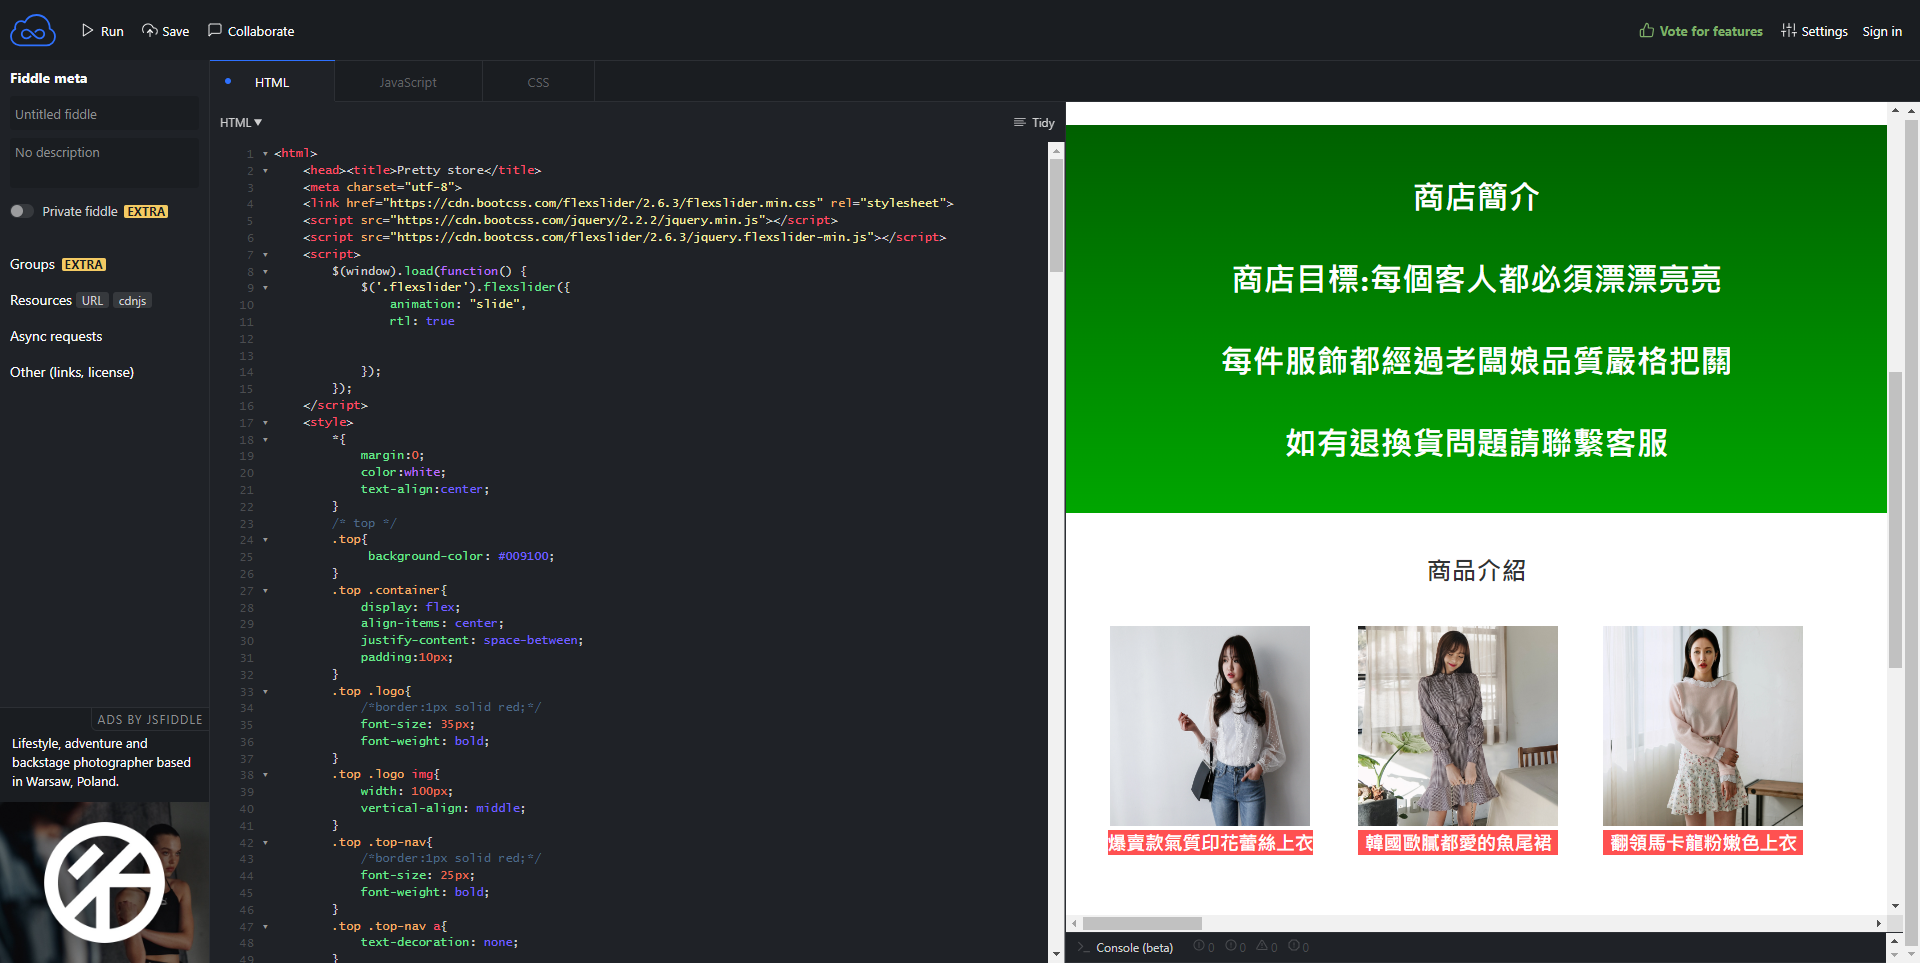 Run
Save
Collaborate
Vote for features
Settings
Sign in
Fiddle meta
Untitled fiddle
No description
Private fiddle EXTRA
Groups EXTRA
Resources URL cdnjs
Async requests
Other (links, license)
ADS BY JSFIDDLE
Lifestyle, adventure and
backstage photographer based
in Warsaw, Poland.
HTML
JavaScript
CSS
HTML▼
Tidy
1 <html>
2 <head><title>Pretty store</title>
3 <meta charset="utf-8">
4 <link href="https://cdn.bootcss.com/flexslider/2.6.3/flexslider.min.css" rel="stylesheet">
5 <script src="https://cdn.bootcss.com/jquery/2.2.2/jquery.min.js"></script>
6 <script src="https://cdn.bootcss.com/flexslider/2.6.3/jquery.flexslider-min.js"></script>
7 <script>
8 $(window).load(function() {
9 $('.flexslider').flexslider({
10 animation: "slide",
11 rtl: true
12
13
14 });
15 });
16 </script>
17 <style>
18 *{
19 margin:0;
20 color:white;
21 text-align:center;
22 }
23 /* top */
24 .top{
25 background-color: #009100;
26 }
27 .top .container{
28 display: flex;
29 align-items: center;
30 justify-content: space-between;
31 padding:10px;
32 }
33 .top .logo{
34 /*border:1px solid red;*/
35 font-size: 35px;
36 font-weight: bold;
37 }
38 .top .logo img{
39 width: 100px;
40 vertical-align: middle;
41 }
42 .top .top-nav{
43 /*border:1px solid red;*/
44 font-size: 25px;
45 font-weight: bold;
46 }
47 .top .top-nav a{
48 text-decoration: none;
49 }
商店簡介
商店目標:每個客人都必須漂漂亮亮
每件服飾都經過老闆娘品質嚴格把關
如有退換貨問題請聯繫客服
商品介紹
爆賣款氣質印花蕾絲上衣
韓國歐膩都愛的魚尾裙
翻領馬卡龍粉嫩色上衣
Console (beta) 0 0 0 0